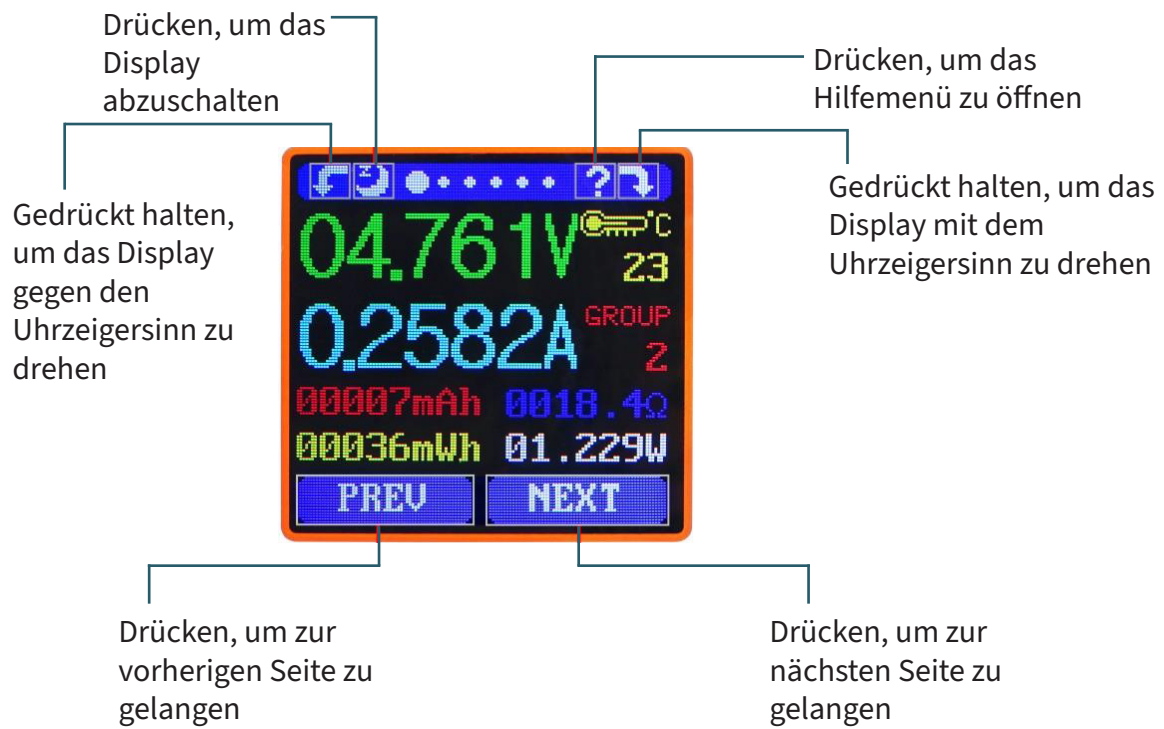 Drücken, um das
Display
abzuschalten
Drücken, um das
Hilfemenü zu öffnen
Gedrückt halten,
um das Display
gegen den
Uhrzeigersinn zu
drehen
Gedrückt halten, um das
Display mit dem
Uhrzeigersinn zu drehen
?
04.761V °C
23
0.2582A GROUP
2
00007mAh 0018.4Ω
00036mWh 01.229W
PREV NEXT
Drücken, um zur
vorherigen Seite zu
gelangen
Drücken, um zur
nächsten Seite zu
gelangen